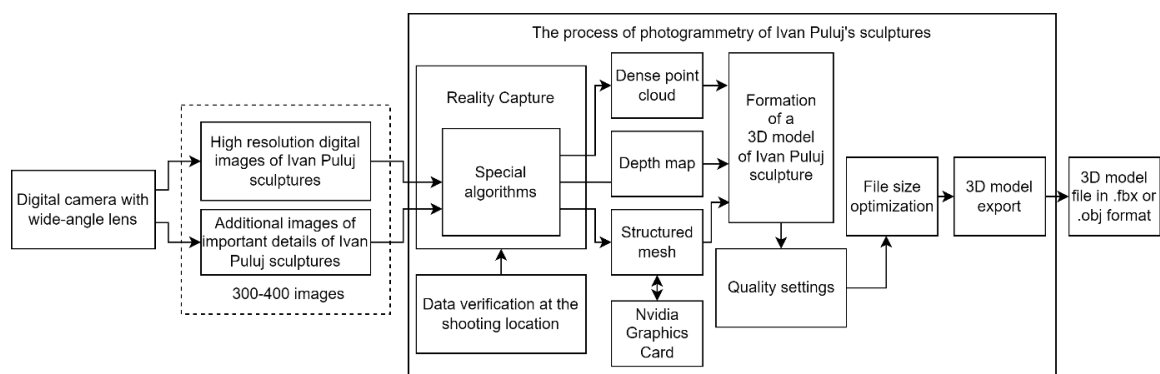 The process of photogrammetry of Ivan Puluj's sculptures
Digital camera with
wide-angle lens
High resolution digital
images of Ivan Puluj
sculptures
Additional images of
important details of Ivan
Puluj sculptures
300-400 images
Reality Capture
Special
algorithms
Data verification at the
shooting location
Dense point
cloud
Depth map
Structured
mesh
Nvidia
Graphics
Card
Formation
of a
3D model
of Ivan Puluj
sculpture
Quality settings
File size
optimization
3D model
export
3D model
file in .fbx or
.obj format